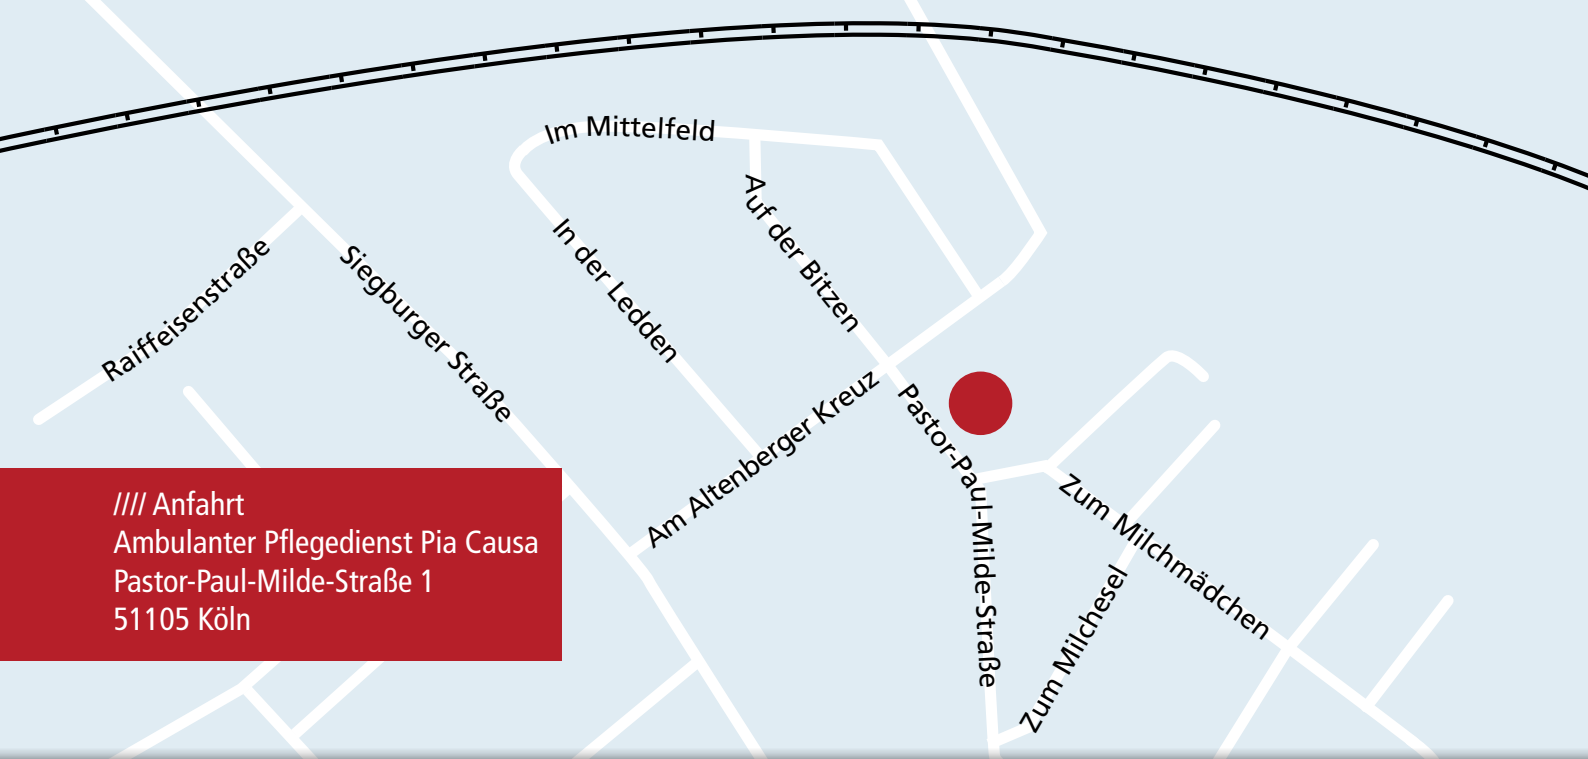 Im Mittelfeld
Auf der Bitzen
In der Ledden
Raiffeisenstraße
Siegburger Straße
Am Altenberger Kreuz
Pastor-Paul-Milde-Straße
Zum Milchmädchen
Zum Milchesel
//// Anfahrt
Ambulanter Pflegedienst Pia Causa
Pastor-Paul-Milde-Straße 1
51105 Köln